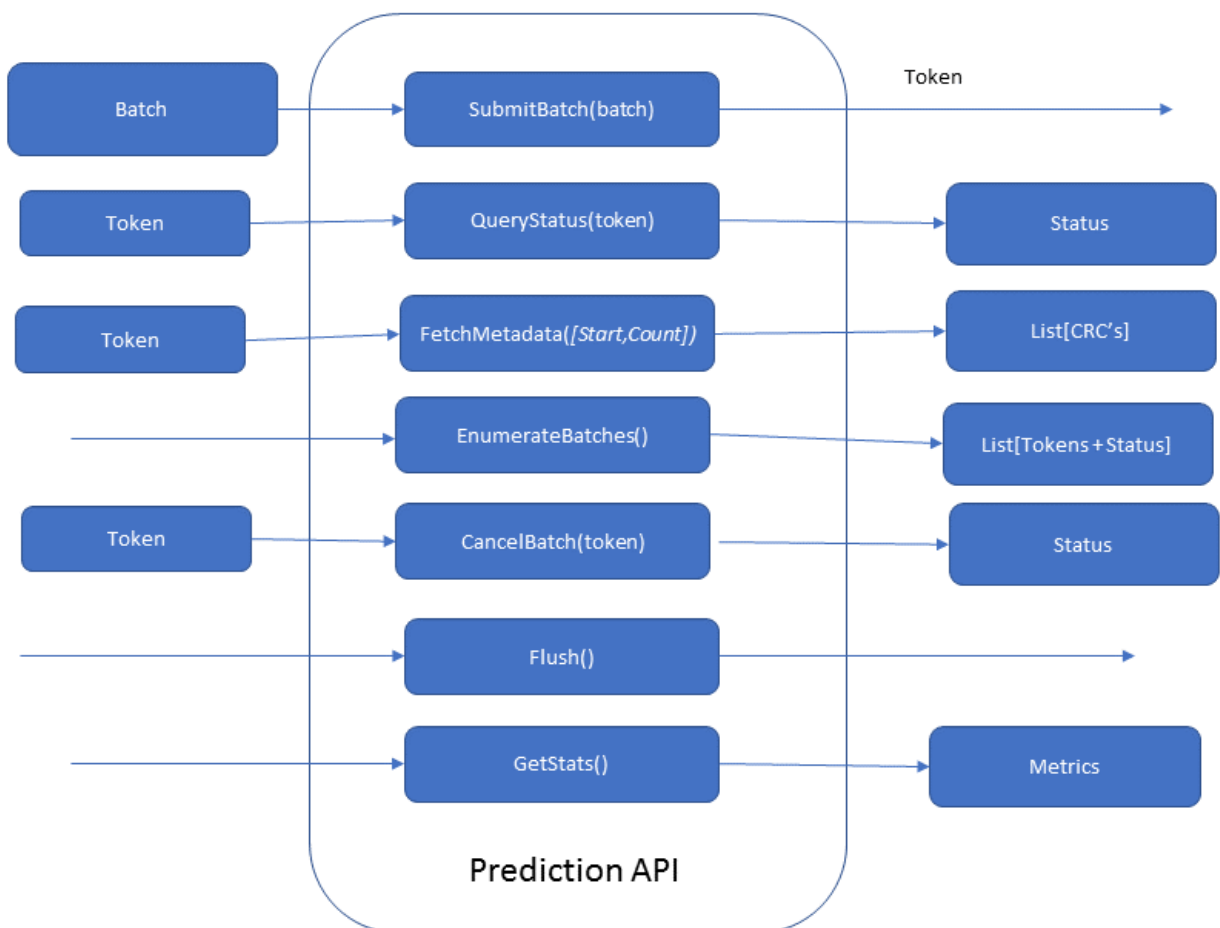 Token
Batch
SubmitBatch(batch)
Token
QueryStatus(token)
Status
Token
FetchMetadata([Start,Count])
List[CRC's]
EnumerateBatches()
List[Tokens + Status]
Token
CancelBatch(token)
Status
Flush()
GetStats()
Metrics
Prediction API